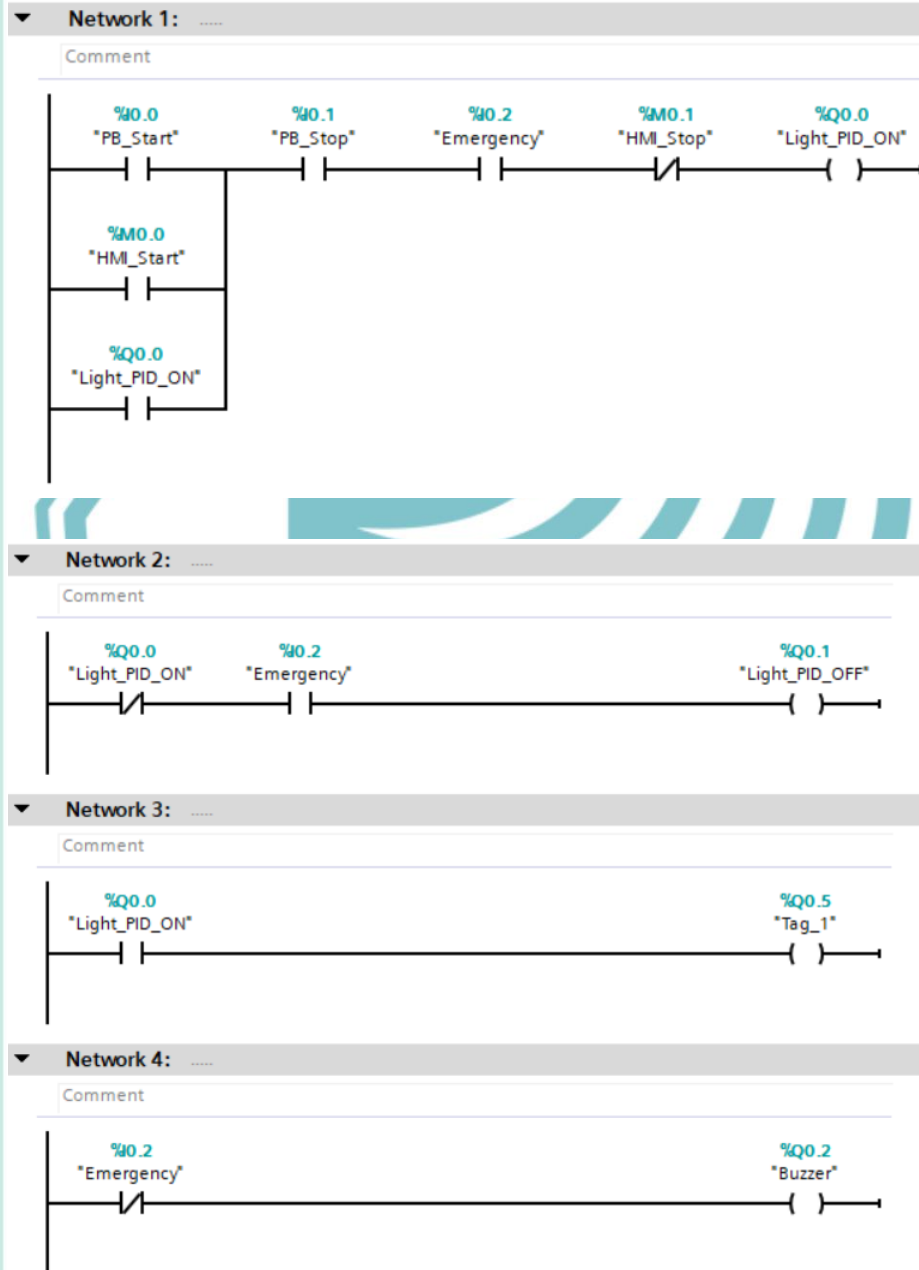 Network 1: .....
Comment
%I0.0 %I0.1 %I0.2 %M0.1 %Q0.0
"PB_Start" "PB_Stop" "Emergency" "HMI_Stop" "Light_PID_ON"
%M0.0
"HMI_Start"
%Q0.0
"Light_PID_ON"
Network 2: .....
Comment
%Q0.0 %I0.2 %Q0.1
"Light_PID_ON" "Emergency" "Light_PID_OFF"
Network 3: .....
Comment
%Q0.0 %Q0.5
"Light_PID_ON" "Tag_1"
Network 4: .....
Comment
%I0.2 %Q0.2
"Emergency" "Buzzer"